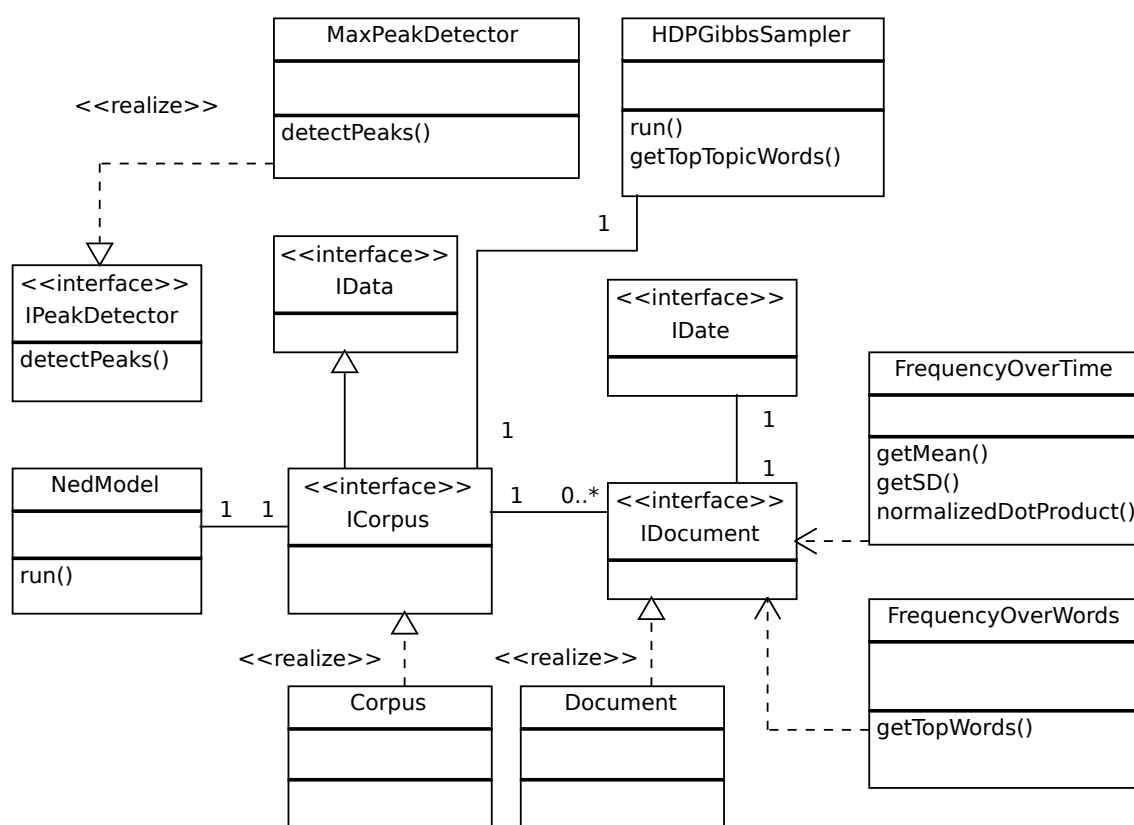 MaxPeakDetector
detectPeaks()
HDPGibbsSampler
run()
getTopTopicWords()
<<realize>>
1
<<interface>>
IData
<<interface>>
IPeakDetector
detectPeaks()
<<interface>>
IDate
FrequencyOverTime
getMean()
getSD()
normalizedDotProduct()
1
1
1
NedModel
run()
1
1
<<interface>>
ICorpus
1
0..*
<<interface>>
IDocument
FrequencyOverWords
getTopWords()
<<realize>>
<<realize>>
Corpus
Document